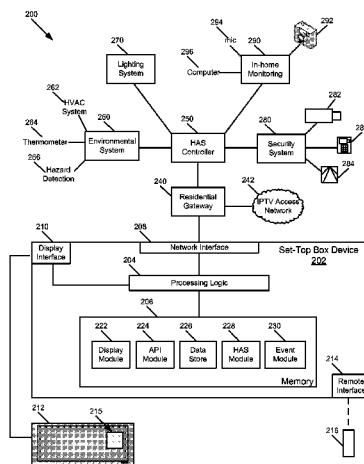 200
294
mic
290
292
296
Computer
In-home
Monitoring
270
Lighting
System
262
HVAC
System
264
Thermometer
266
Hazard
Detection
260
Environmental
System
250
HAS
Controller
280
Security
System
282
284
240
Residential
Gateway
242
IPTV Access
Network
210
Display
Interface
208
Network Interface
Set-Top Box Device
202
204
Processing Logic
206
222
224
226
228
230
Display
Module
API
Module
Data
Store
HAS
Module
Event
Module
Memory
214
Remote
Interface
212
215
216